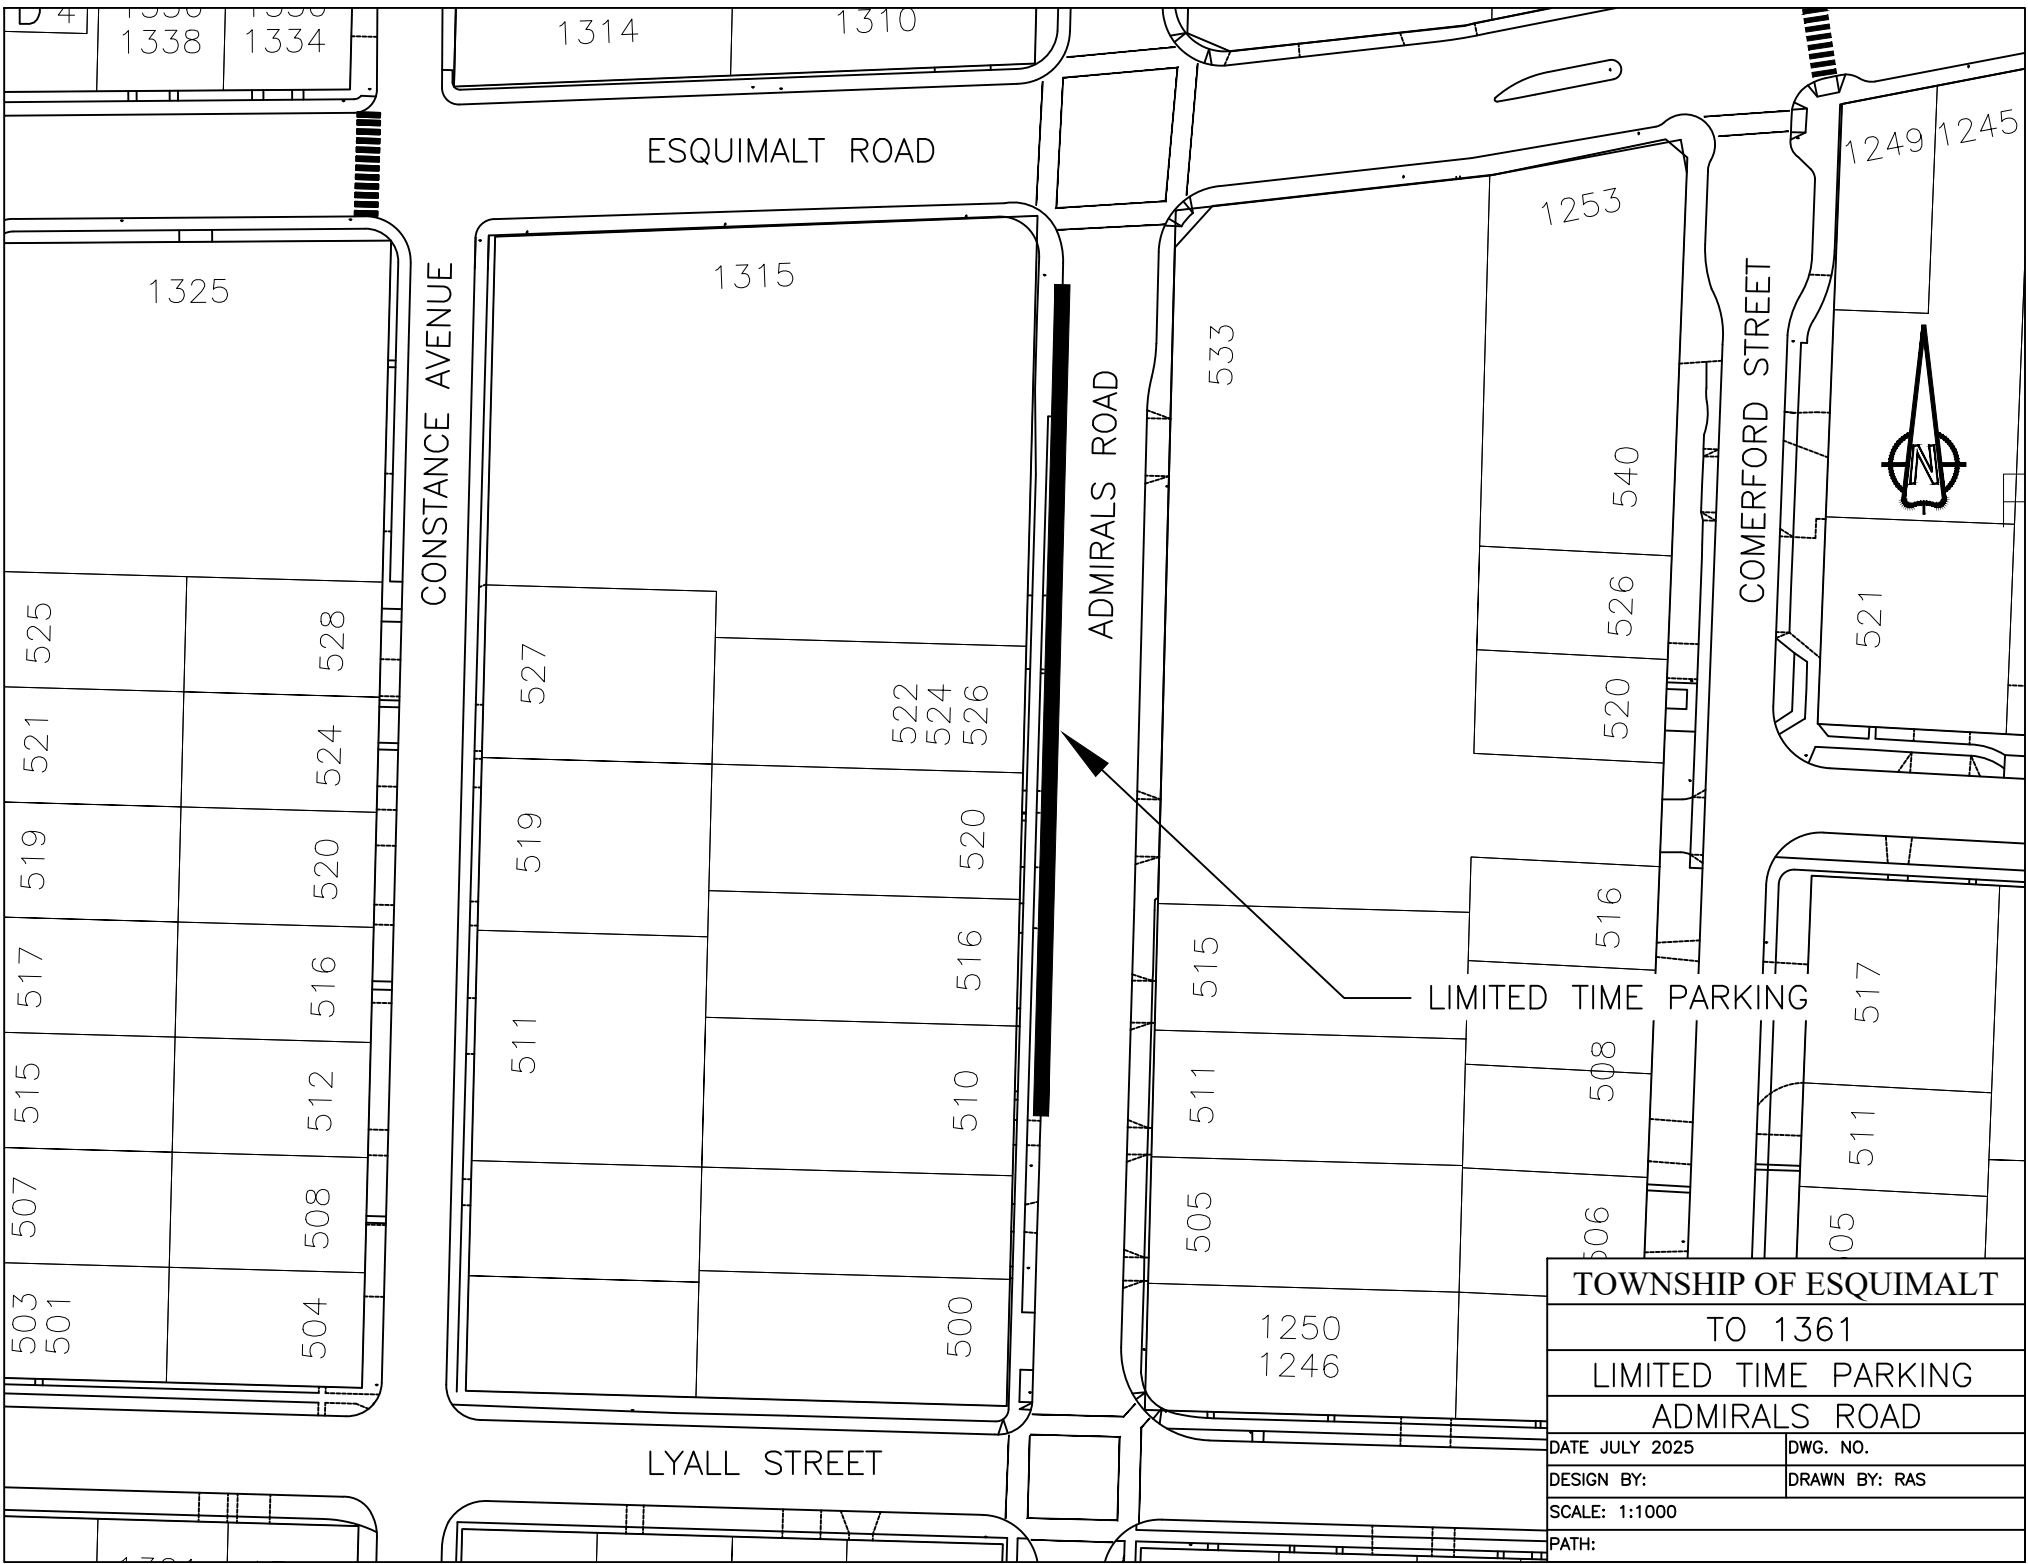 D 4
1338
1334
1314
1310
ESQUIMALT ROAD
1249
1245
1253
1325
1315
CONSTANCE AVENUE
ADMIRALS ROAD
COMERFORD STREET
533
N
540
526
520
521
525
528
527
522
524
526
521
524
519
520
519
520
516
517
516
511
516
515
517
LIMITED TIME PARKING
515
512
510
511
508
511
507
508
505
506
05
503
501
504
500
1250
1246
LYALL STREET
TOWNSHIP OF ESQUIMALT
TO 1361
LIMITED TIME PARKING
ADMIRALS ROAD
DATE JULY 2025
DWG. NO.
DESIGN BY:
DRAWN BY: RAS
SCALE: 1:1000
PATH: